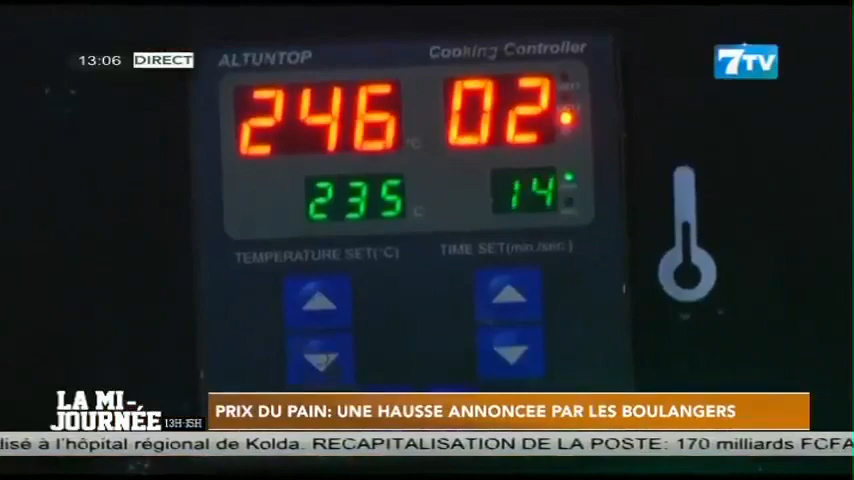 13:06 DIRECT
ALTUNTOP Cooking Controller
7TV
246 °C 02
235 °C 14
TEMPERATURE SET(°C) TIME SET(min./sec.)
LA MI-
JOURNÉE 13H-15H
PRIX DU PAIN: UNE HAUSSE ANNONCEE PAR LES BOULANGERS
lisé à l'hôpital régional de Kolda. RECAPITALISATION DE LA POSTE: 170 milliards FCFA